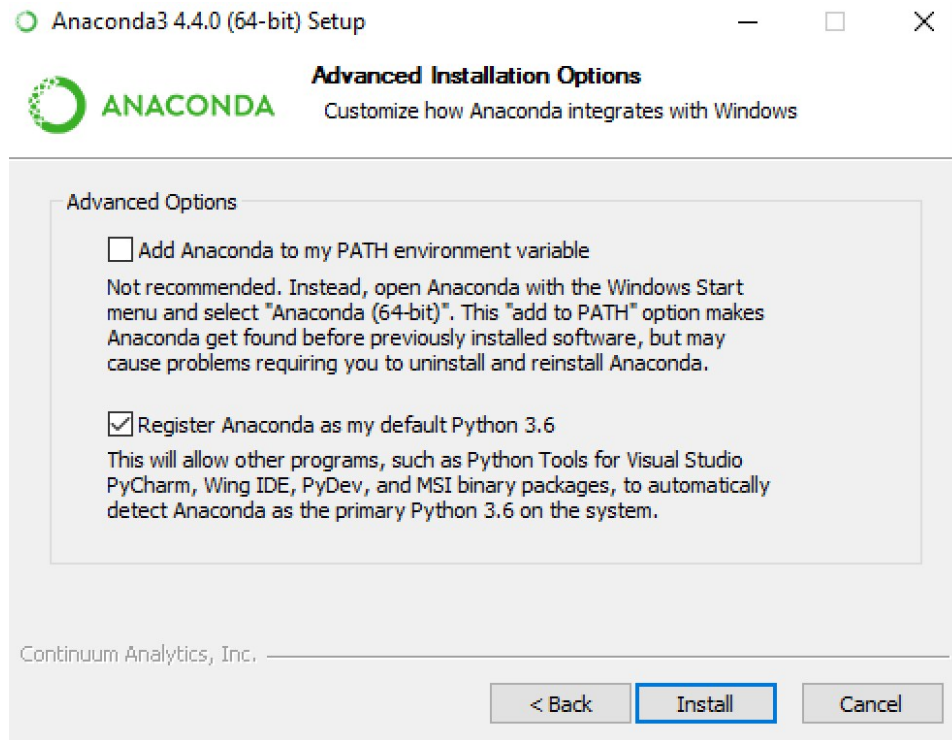 Anaconda3 4.4.0 (64-bit) Setup
ANACONDA
Advanced Installation Options
Customize how Anaconda integrates with Windows
Advanced Options
Add Anaconda to my PATH environment variable
Not recommended. Instead, open Anaconda with the Windows Start
menu and select "Anaconda (64-bit)". This "add to PATH" option makes
Anaconda get found before previously installed software, but may
cause problems requiring you to uninstall and reinstall Anaconda.
Register Anaconda as my default Python 3.6
This will allow other programs, such as Python Tools for Visual Studio
PyCharm, Wing IDE, PyDev, and MSI binary packages, to automatically
detect Anaconda as the primary Python 3.6 on the system.
Continuum Analytics, Inc.
< Back
Install
Cancel